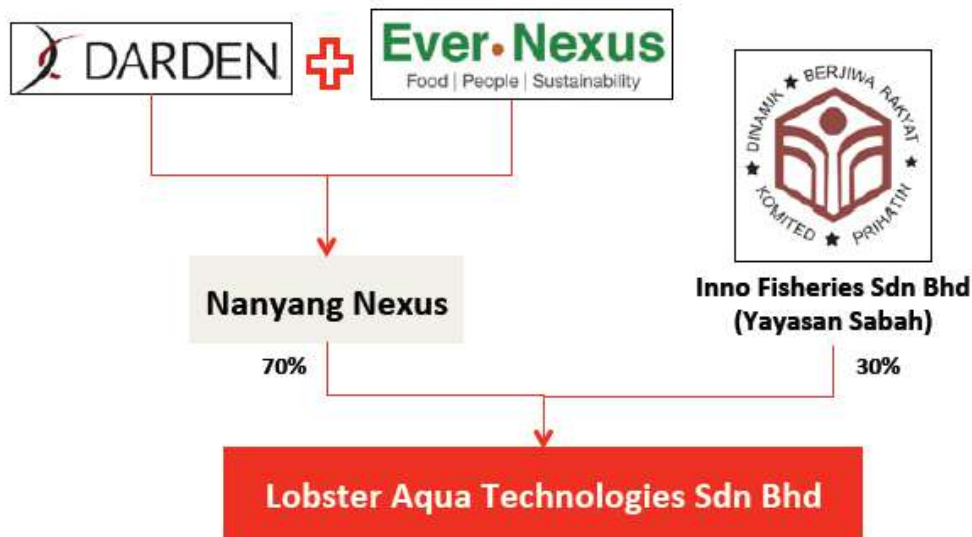 DARDEN
Ever•Nexus
Food | People | Sustainability
DINAMIK ★ BERJIWA RAKYAT ★ PRIHATIN ★ KOMITED ★
Nanyang Nexus
Inno Fisheries Sdn Bhd
(Yayasan Sabah)
70%
30%
Lobster Aqua Technologies Sdn Bhd